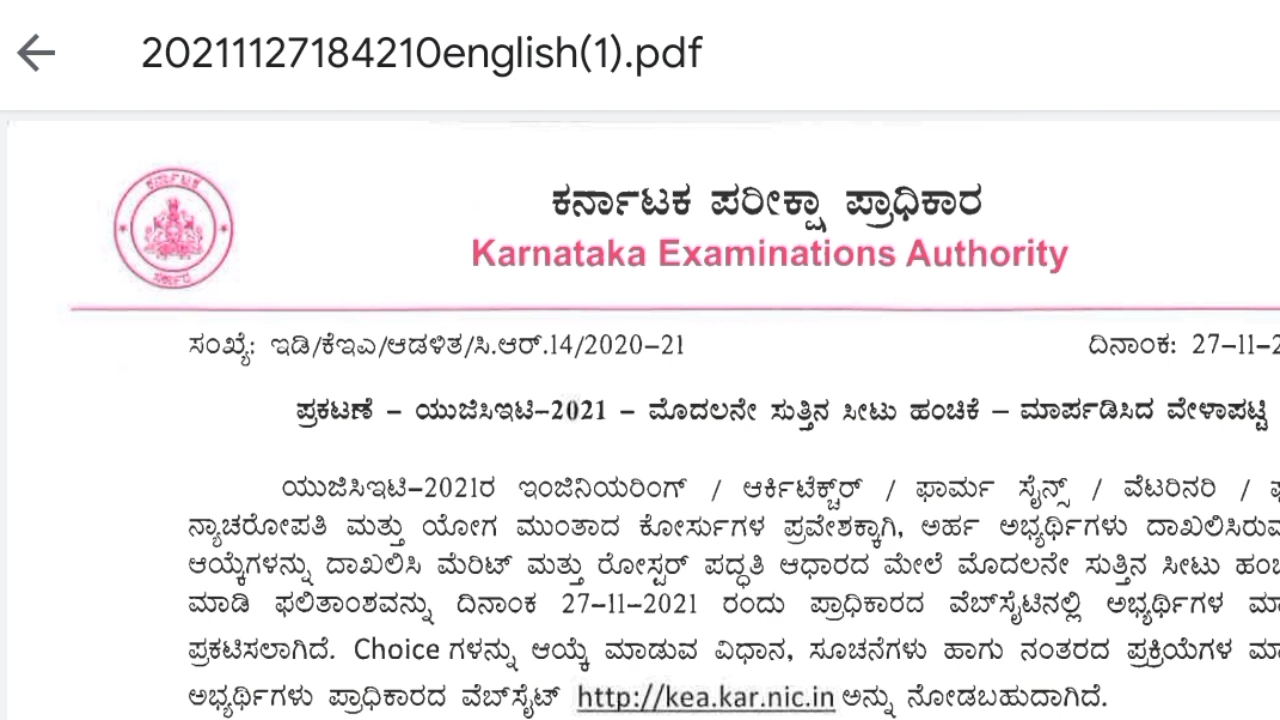 20211127184210english(1).pdf
ಕರ್ನಾಟಕ ಪರೀಕ್ಷಾ ಪ್ರಾಧಿಕಾರ
Karnataka Examinations Authority
ಸಂಖ್ಯೆ: ಇಡಿ/ಕೆಇಎ/ಆಡಳಿತ/ಸಿ.ಆರ್.14/2020-21 ದಿನಾಂಕ: 27-11-2
ಪ್ರಕಟಣೆ – ಯುಜಿಸಿಇಟಿ-2021 – ಮೊದಲನೇ ಸುತ್ತಿನ ಸೀಟು ಹಂಚಿಕೆ – ಮಾರ್ಪಡಿಸಿದ ವೇಳಾಪಟ್ಟಿ
ಯುಜಿಸಿಇಟಿ-2021ರ ಇಂಜಿನಿಯರಿಂಗ್ / ಆರ್ಕಿಟೆಕ್ಚರ್ / ಫಾರ್ಮ ಸೈನ್ಸ್ / ವೆಟರಿನರಿ /
ನ್ಯಾಚರೋಪತಿ ಮತ್ತು ಯೋಗ ಮುಂತಾದ ಕೋರ್ಸುಗಳ ಪ್ರವೇಶಕ್ಕಾಗಿ, ಅರ್ಹ ಅಭ್ಯರ್ಥಿಗಳು ದಾಖಲಿಸಿರುವ
ಆಯ್ಕೆಗಳನ್ನು ದಾಖಲಿಸಿ ಮೆರಿಟ್ ಮತ್ತು ರೋಸ್ಟರ್ ಪದ್ಧತಿ ಆಧಾರದ ಮೇಲೆ ಮೊದಲನೇ ಸುತ್ತಿನ ಸೀಟು
ಮಾಡಿ ಫಲಿತಾಂಶವನ್ನು ದಿನಾಂಕ 27-11-2021 ರಂದು ಪ್ರಾಧಿಕಾರದ ವೆಬ್‌ಸೈಟಿನಲ್ಲಿ ಅಭ್ಯರ್ಥಿಗಳ
ಪ್ರಕಟಿಸಲಾಗಿದೆ. Choice ಗಳನ್ನು ಆಯ್ಕೆ ಮಾಡುವ ವಿಧಾನ, ಸೂಚನೆಗಳು ಹಾಗು ನಂತರದ ಪ್ರಕ್ರಿಯೆಗಳ
ಅಭ್ಯರ್ಥಿಗಳು ಪ್ರಾಧಿಕಾರದ ವೆಬ್‌ಸೈಟ್ http://kea.kar.nic.in ಅನ್ನು ನೋಡಬಹುದಾಗಿದೆ.